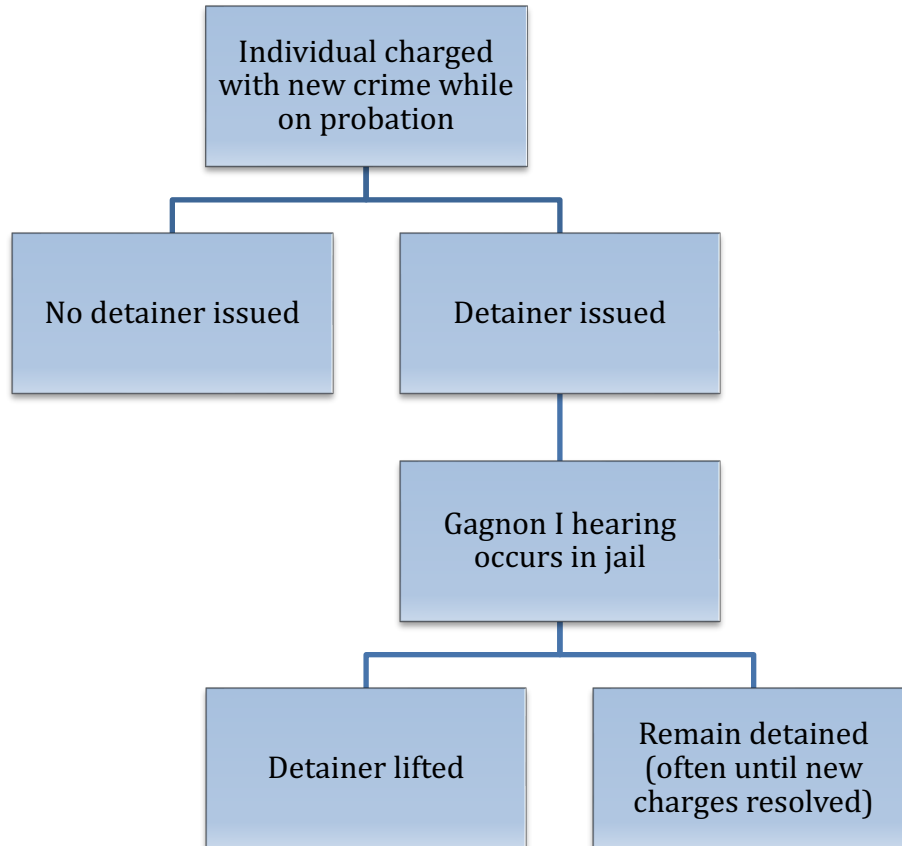 Individual charged
with new crime while
on probation
No detainer issued
Detainer issued
Gagnon I hearing
occurs in jail
Detainer lifted
Remain detained
(often until new
charges resolved)